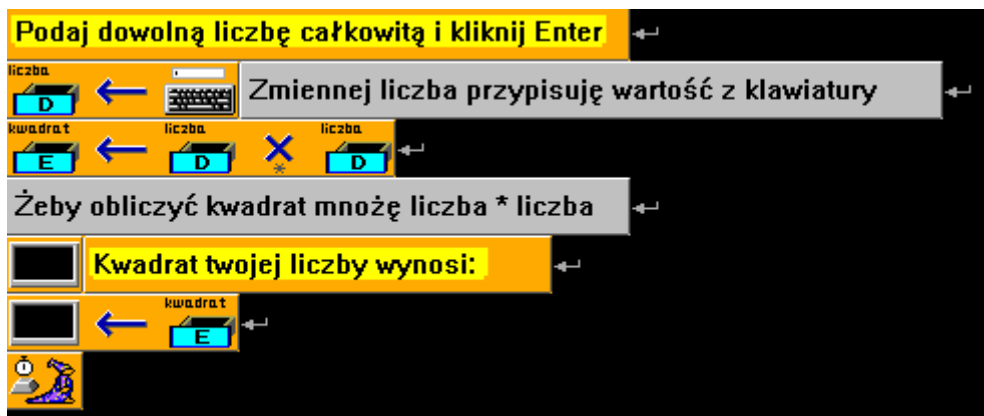 Podaj dowolną liczbę całkowitą i kliknij Enter
liczba
D
Zmiennej liczba przypisuję wartość z klawiatury
kwadrat liczba liczba
E D * D
Żeby obliczyć kwadrat mnożę liczba * liczba
Kwadrat twojej liczby wynosi:
kwadrat
E